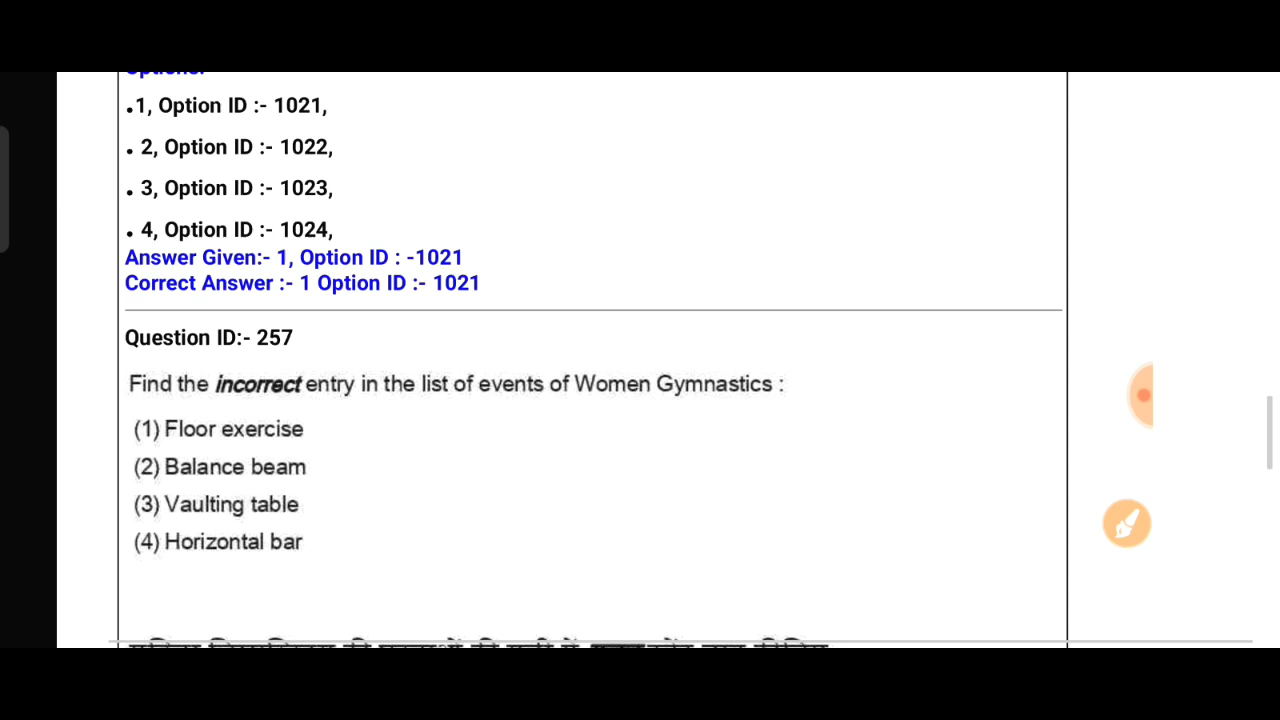 Options:
.1, Option ID :- 1021,
. 2, Option ID :- 1022,
. 3, Option ID :- 1023,
. 4, Option ID :- 1024,
Answer Given:- 1, Option ID : -1021
Correct Answer :- 1 Option ID :- 1021
Question ID:- 257
Find the incorrect entry in the list of events of Women Gymnastics :
(1) Floor exercise
(2) Balance beam
(3) Vaulting table
(4) Horizontal bar